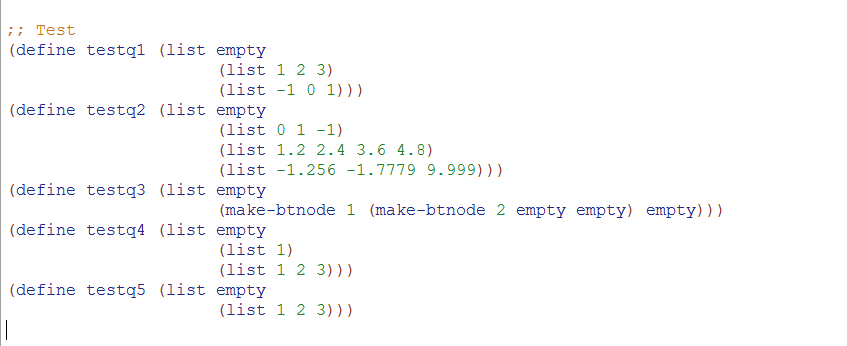 ;; Test
(define testq1 (list empty
                     (list 1 2 3)
                     (list -1 0 1)))
(define testq2 (list empty
                     (list 0 1 -1)
                     (list 1.2 2.4 3.6 4.8)
                     (list -1.256 -1.7779 9.999)))
(define testq3 (list empty
                     (make-btnode 1 (make-btnode 2 empty empty) empty)))
(define testq4 (list empty
                     (list 1)
                     (list 1 2 3)))
(define testq5 (list empty
                     (list 1 2 3)))